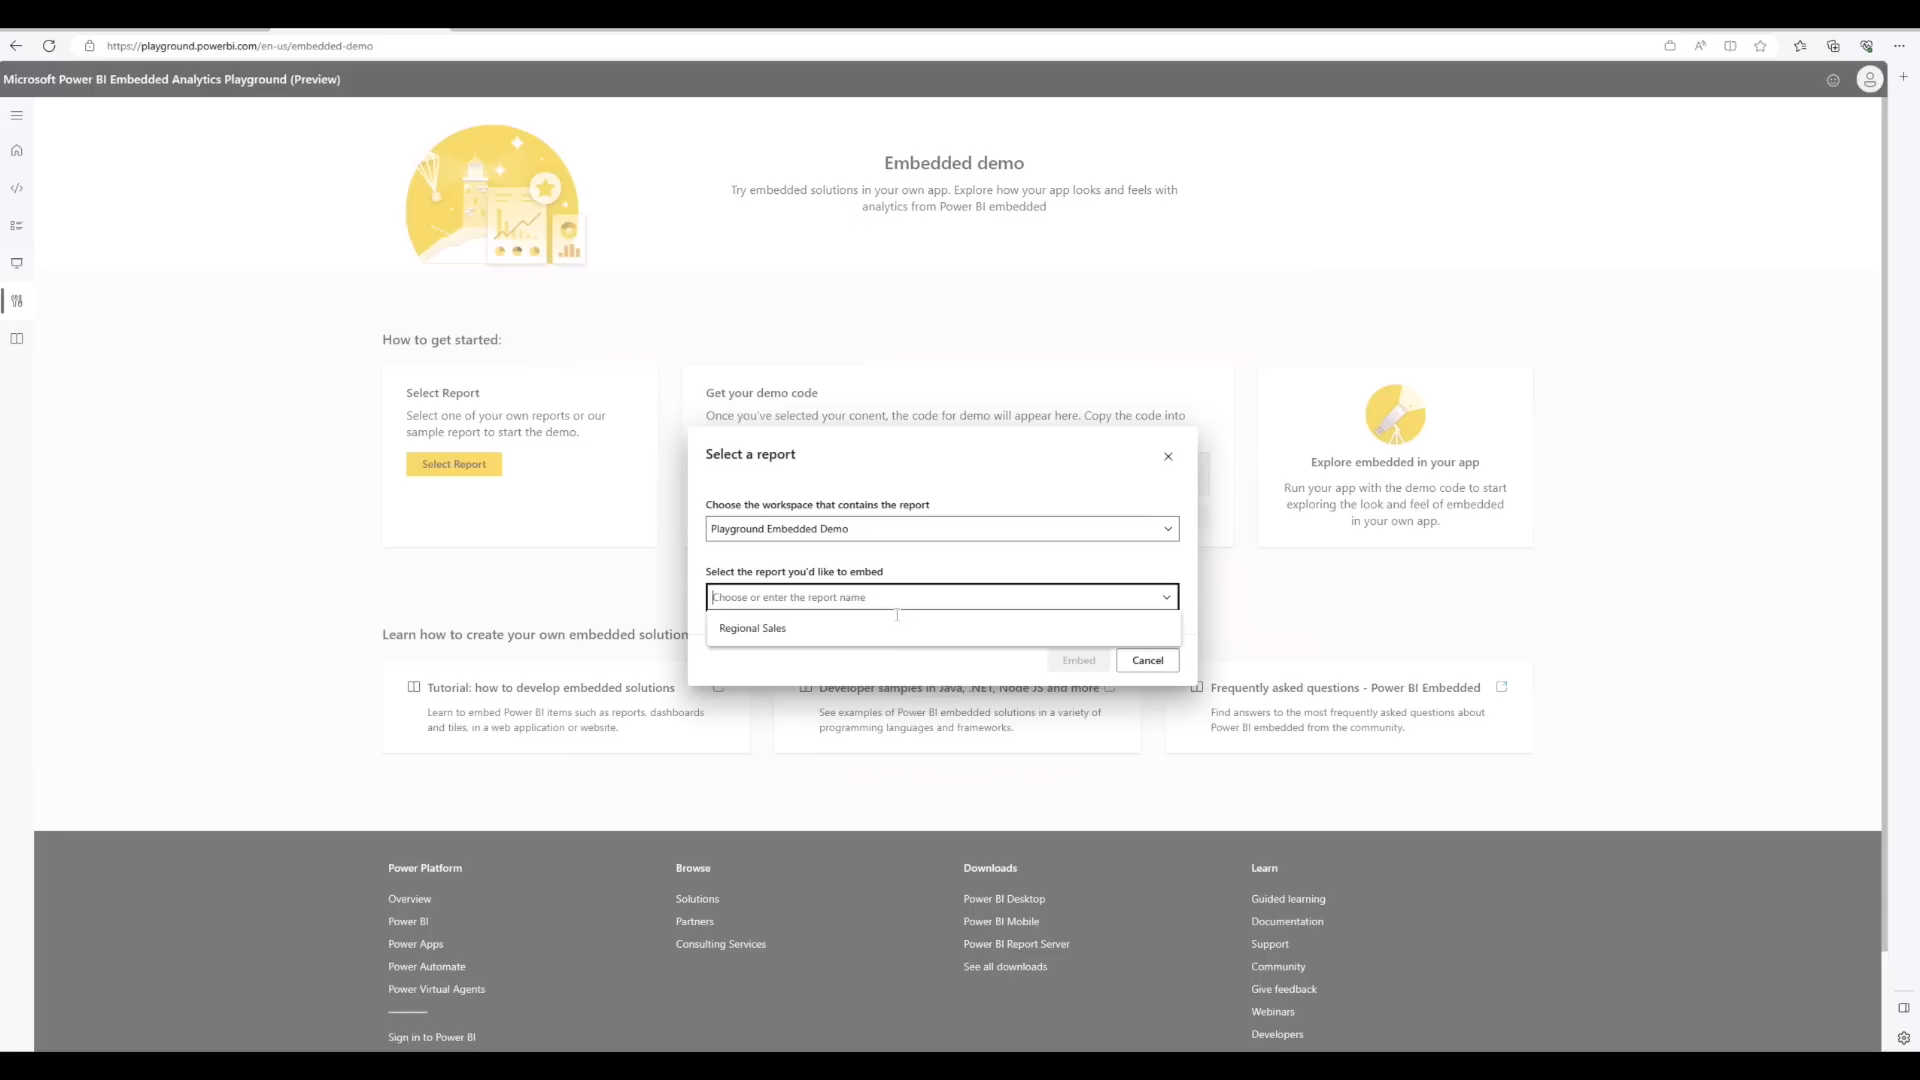 https://playground.powerbi.com/en-us/embedded-demo
Microsoft Power BI Embedded Analytics Playground (Preview)
Embedded demo
Try embedded solutions in your own app. Explore how your app looks and feels with
analytics from Power BI embedded
How to get started:
Select Report
Select one of your own reports or our
sample report to start the demo.
Select Report
Get your demo code
Once you've selected your conent, the code for demo will appear here. Copy the code into
Explore embedded in your app
Run your app with the demo code to start
exploring the look and feel of embedded
in your own app.
Select a report
Choose the workspace that contains the report
Playground Embedded Demo
Select the report you'd like to embed
Choose or enter the report name
Regional Sales
Embed
Cancel
Learn how to create your own embedded solution
Tutorial: how to develop embedded solutions
Learn to embed Power BI items such as reports, dashboards
and tiles, in a web application or website.
Developer samples in Java, .NET, Node JS and more
See examples of Power BI embedded solutions in a variety of
programming languages and frameworks.
Frequently asked questions - Power BI Embedded
Find answers to the most frequently asked questions about
Power BI embedded from the community.
Power Platform
Overview
Power BI
Power Apps
Power Automate
Power Virtual Agents
Sign in to Power BI
Browse
Solutions
Partners
Consulting Services
Downloads
Power BI Desktop
Power BI Mobile
Power BI Report Server
See all downloads
Learn
Guided learning
Documentation
Support
Community
Give feedback
Webinars
Developers